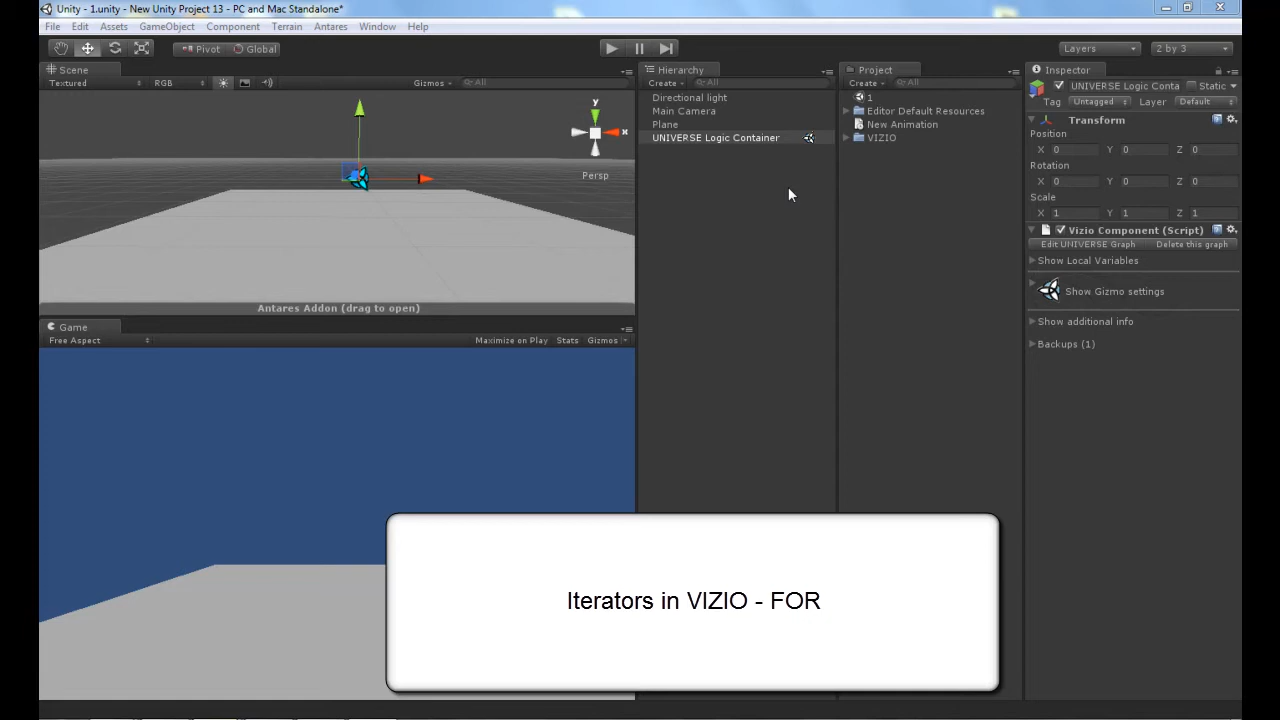 Unity - 1.unity - New Unity Project 13 - PC and Mac Standalone*
File Edit Assets GameObject Component Terrain Antares Window Help
Pivot Global Layers 2 by 3
Scene
Textured RGB Gizmos All
y
x
Persp
Antares Addon (drag to open)
Game
Free Aspect Maximize on Play Stats Gizmos
Hierarchy
Create All
Directional light
Main Camera
Plane
UNIVERSE Logic Container
Project
Create All
1
Editor Default Resources
New Animation
VIZIO
Inspector
UNIVERSE Logic Conta Static
Tag Untagged Layer Default
Transform
Position
X 0 Y 0 Z 0
Rotation
X 0 Y 0 Z 0
Scale
X 1 Y 1 Z 1
Vizio Component (Script)
Edit UNIVERSE Graph Delete this graph
Show Local Variables
Show Gizmo settings
Show additional info
Backups (1)
Iterators in VIZIO - FOR